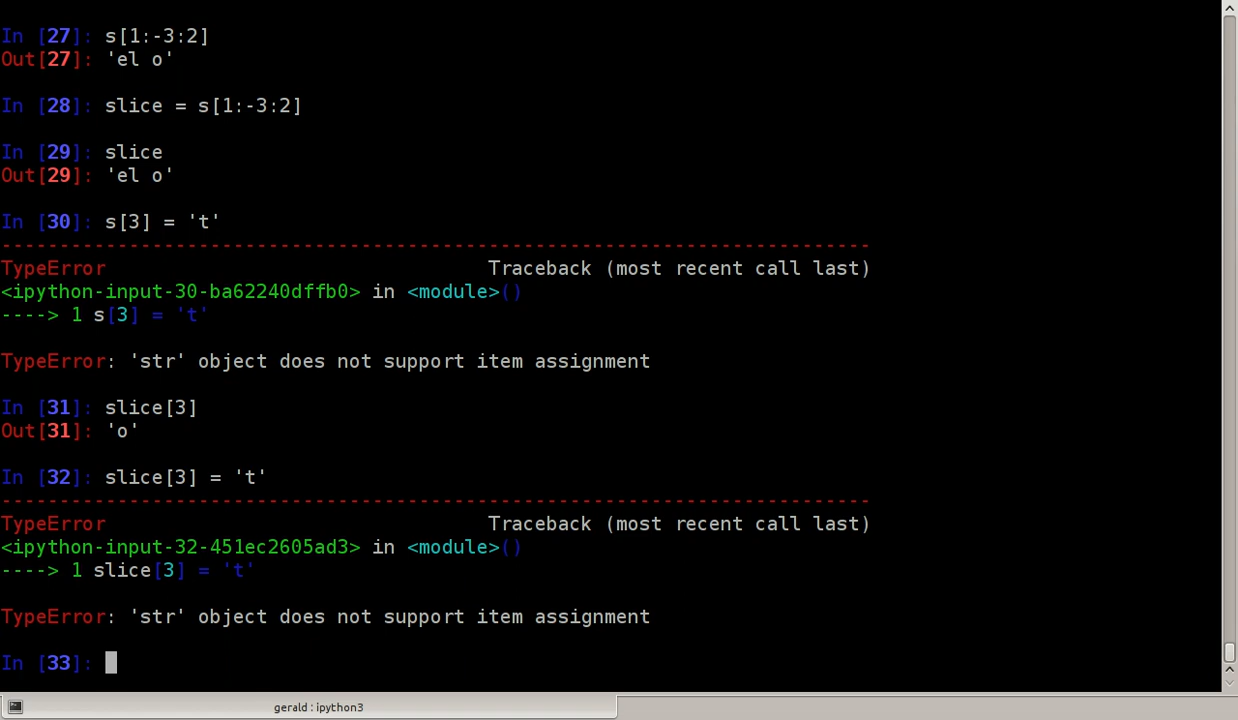 In [27]: s[1:-3:2]
Out[27]: 'el o'
In [28]: slice = s[1:-3:2]
In [29]: slice
Out[29]: 'el o'
In [30]: s[3] = 't'
---------------------------------------------------------------------------
TypeError                                 Traceback (most recent call last)
<ipython-input-30-ba62240dffb0> in <module>()
----> 1 s[3] = 't'
TypeError: 'str' object does not support item assignment
In [31]: slice[3]
Out[31]: 'o'
In [32]: slice[3] = 't'
---------------------------------------------------------------------------
TypeError                                 Traceback (most recent call last)
<ipython-input-32-451ec2605ad3> in <module>()
----> 1 slice[3] = 't'
TypeError: 'str' object does not support item assignment
In [33]:
gerald : ipython3